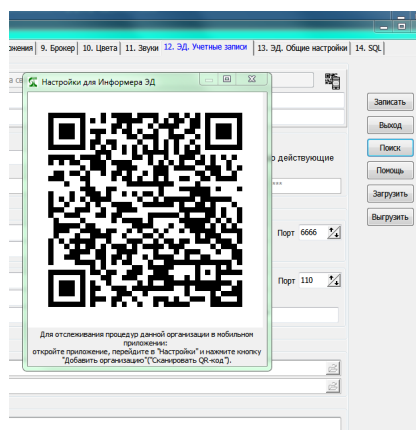 9. Брокер 10. Цвета 11. Звуки 12. ЭД. Учетные записи 13. ЭД. Общие настройки 14. SQL
Настройки для Информера ЭД
Записать
Выход
действующие
Поиск
Помощь
***
Загрузить
Выгрузить
Порт 6666
Порт 110
Для отслеживания процедур данной организации в мобильном
приложении:
откройте приложение, перейдите в "Настройки" и нажмите кнопку
"Добавить организацию"("Сканировать QR-код").